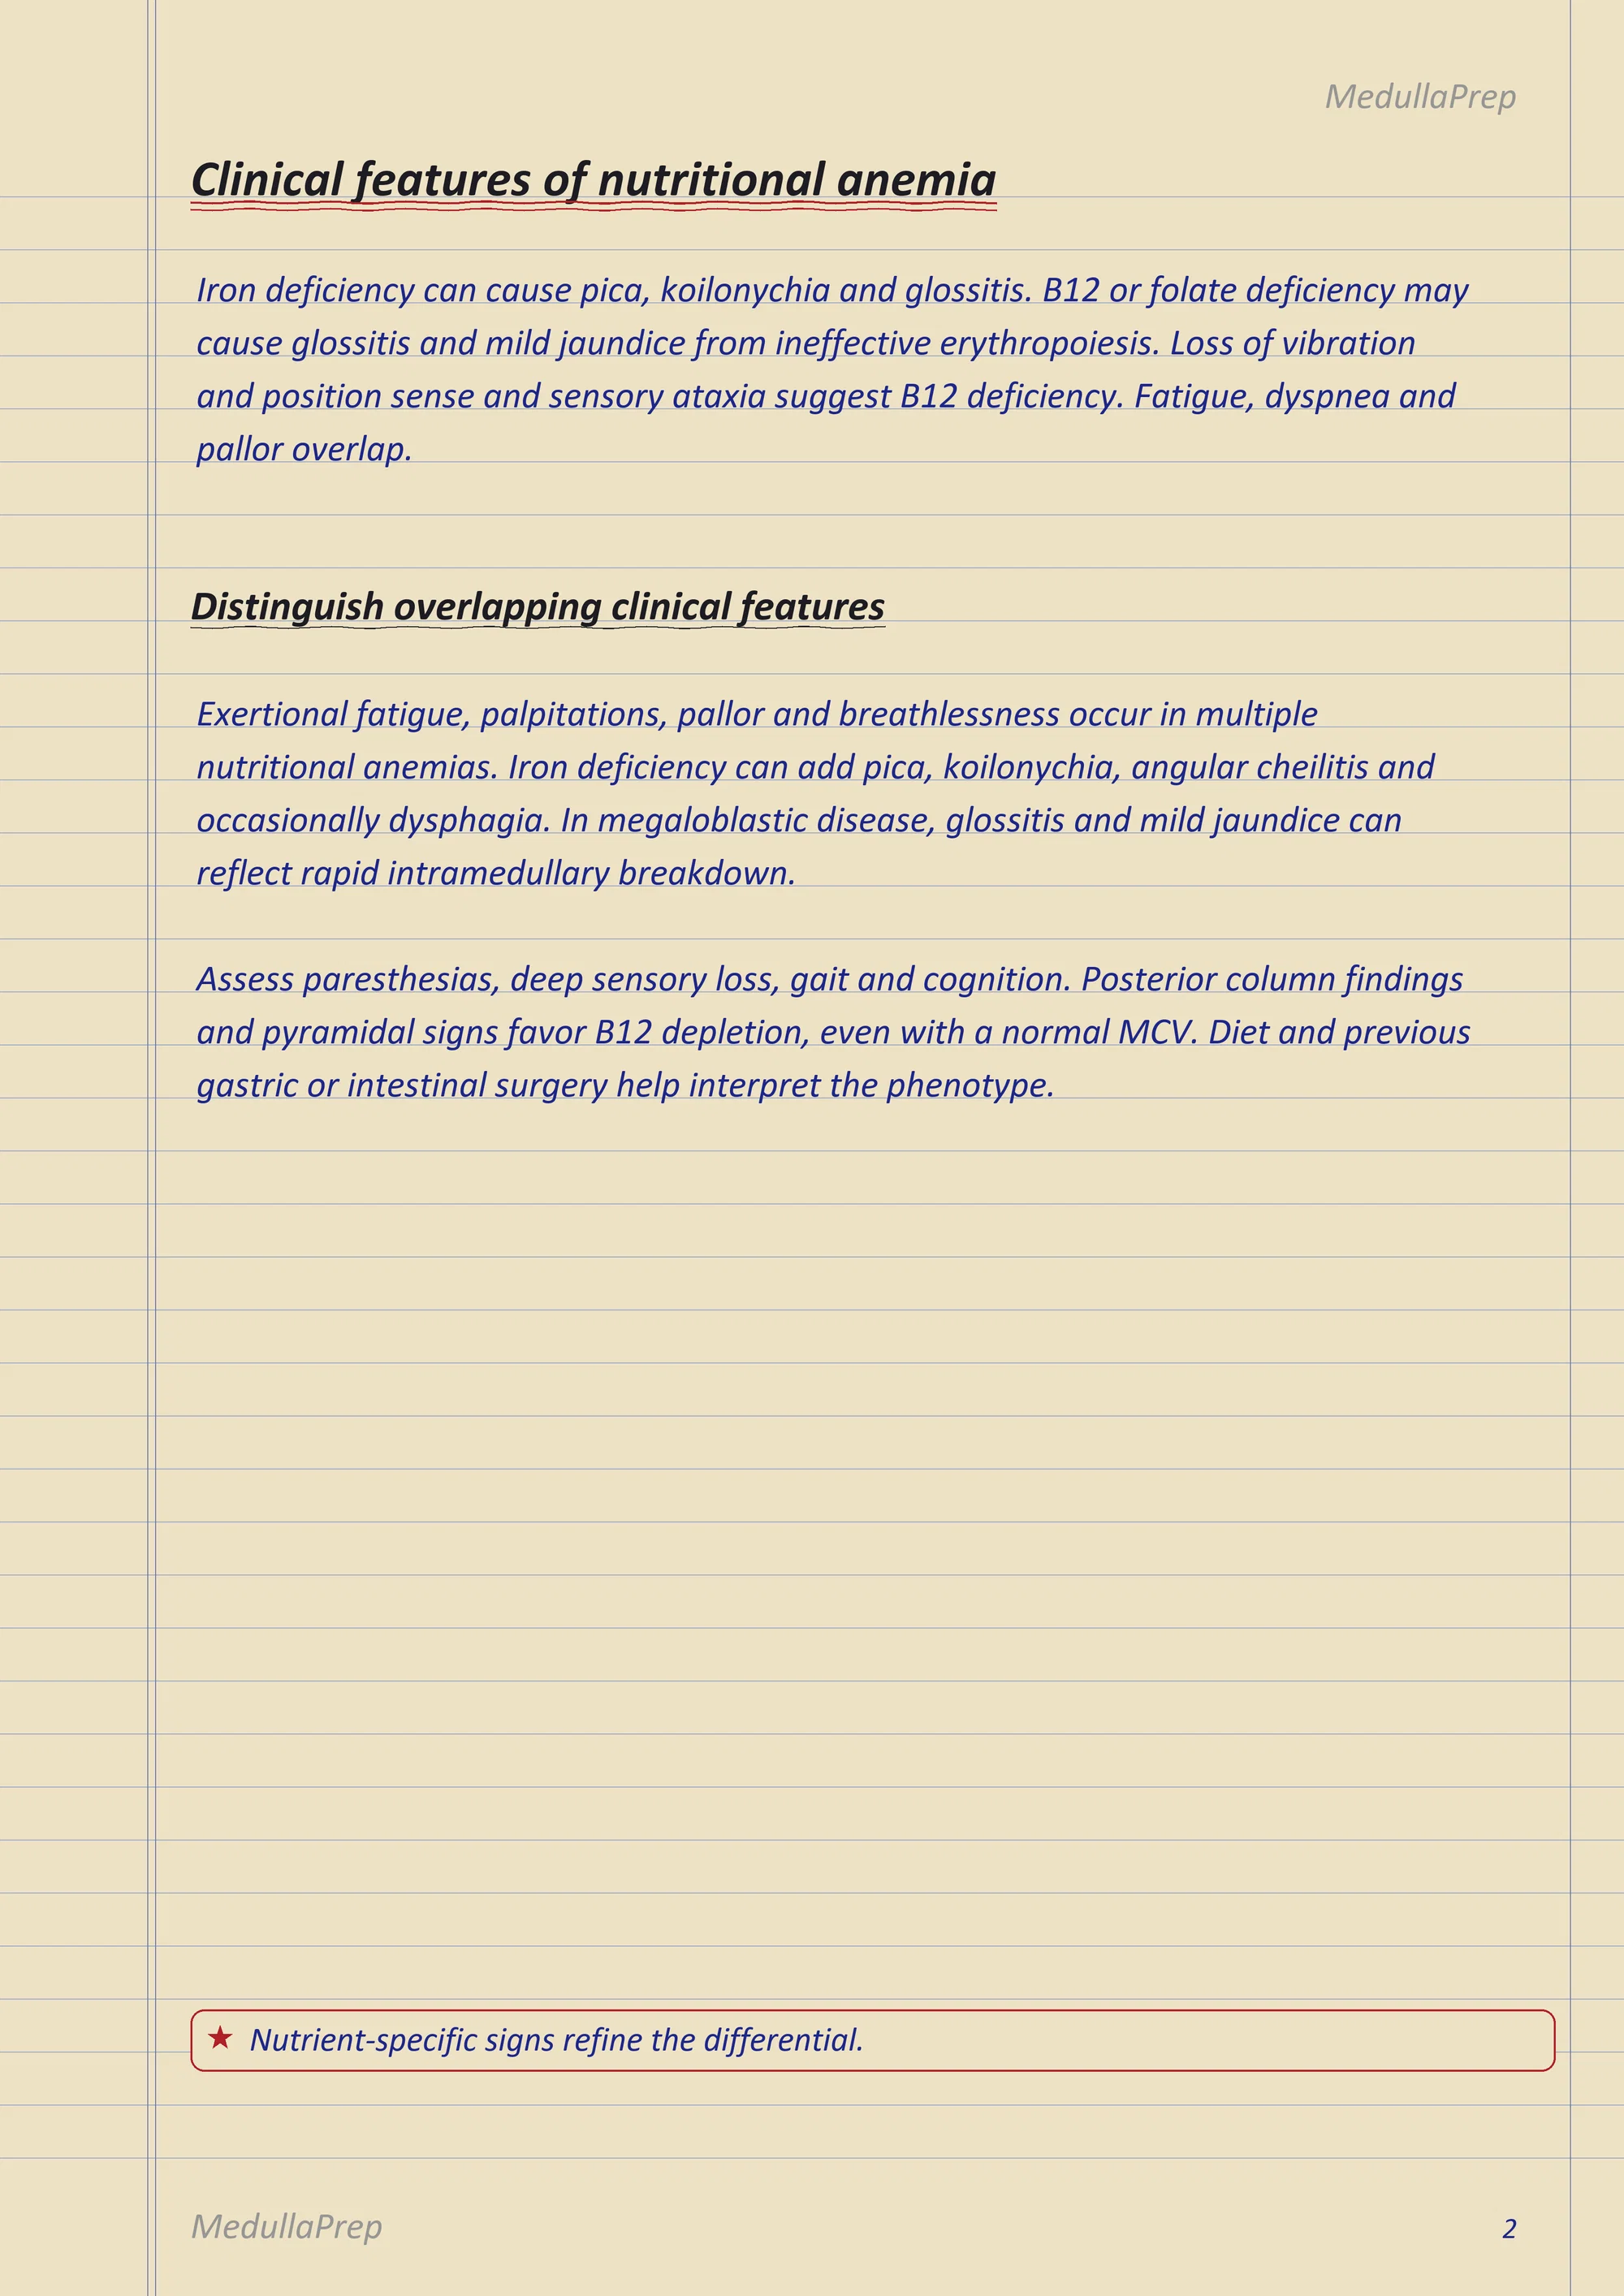 MedullaPrep
Clinical features of nutritional anemia
Iron deficiency can cause pica, koilonychia and glossitis. B12 or folate deficiency may
cause glossitis and mild jaundice from ineffective erythropoiesis. Loss of vibration
and position sense and sensory ataxia suggest B12 deficiency. Fatigue, dyspnea and
pallor overlap.
Distinguish overlapping clinical features
Exertional fatigue, palpitations, pallor and breathlessness occur in multiple
nutritional anemias. Iron deficiency can add pica, koilonychia, angular cheilitis and
occasionally dysphagia. In megaloblastic disease, glossitis and mild jaundice can
reflect rapid intramedullary breakdown.
Assess paresthesias, deep sensory loss, gait and cognition. Posterior column findings
and pyramidal signs favor B12 depletion, even with a normal MCV. Diet and previous
gastric or intestinal surgery help interpret the phenotype.
★ Nutrient-specific signs refine the differential.
MedullaPrep
2